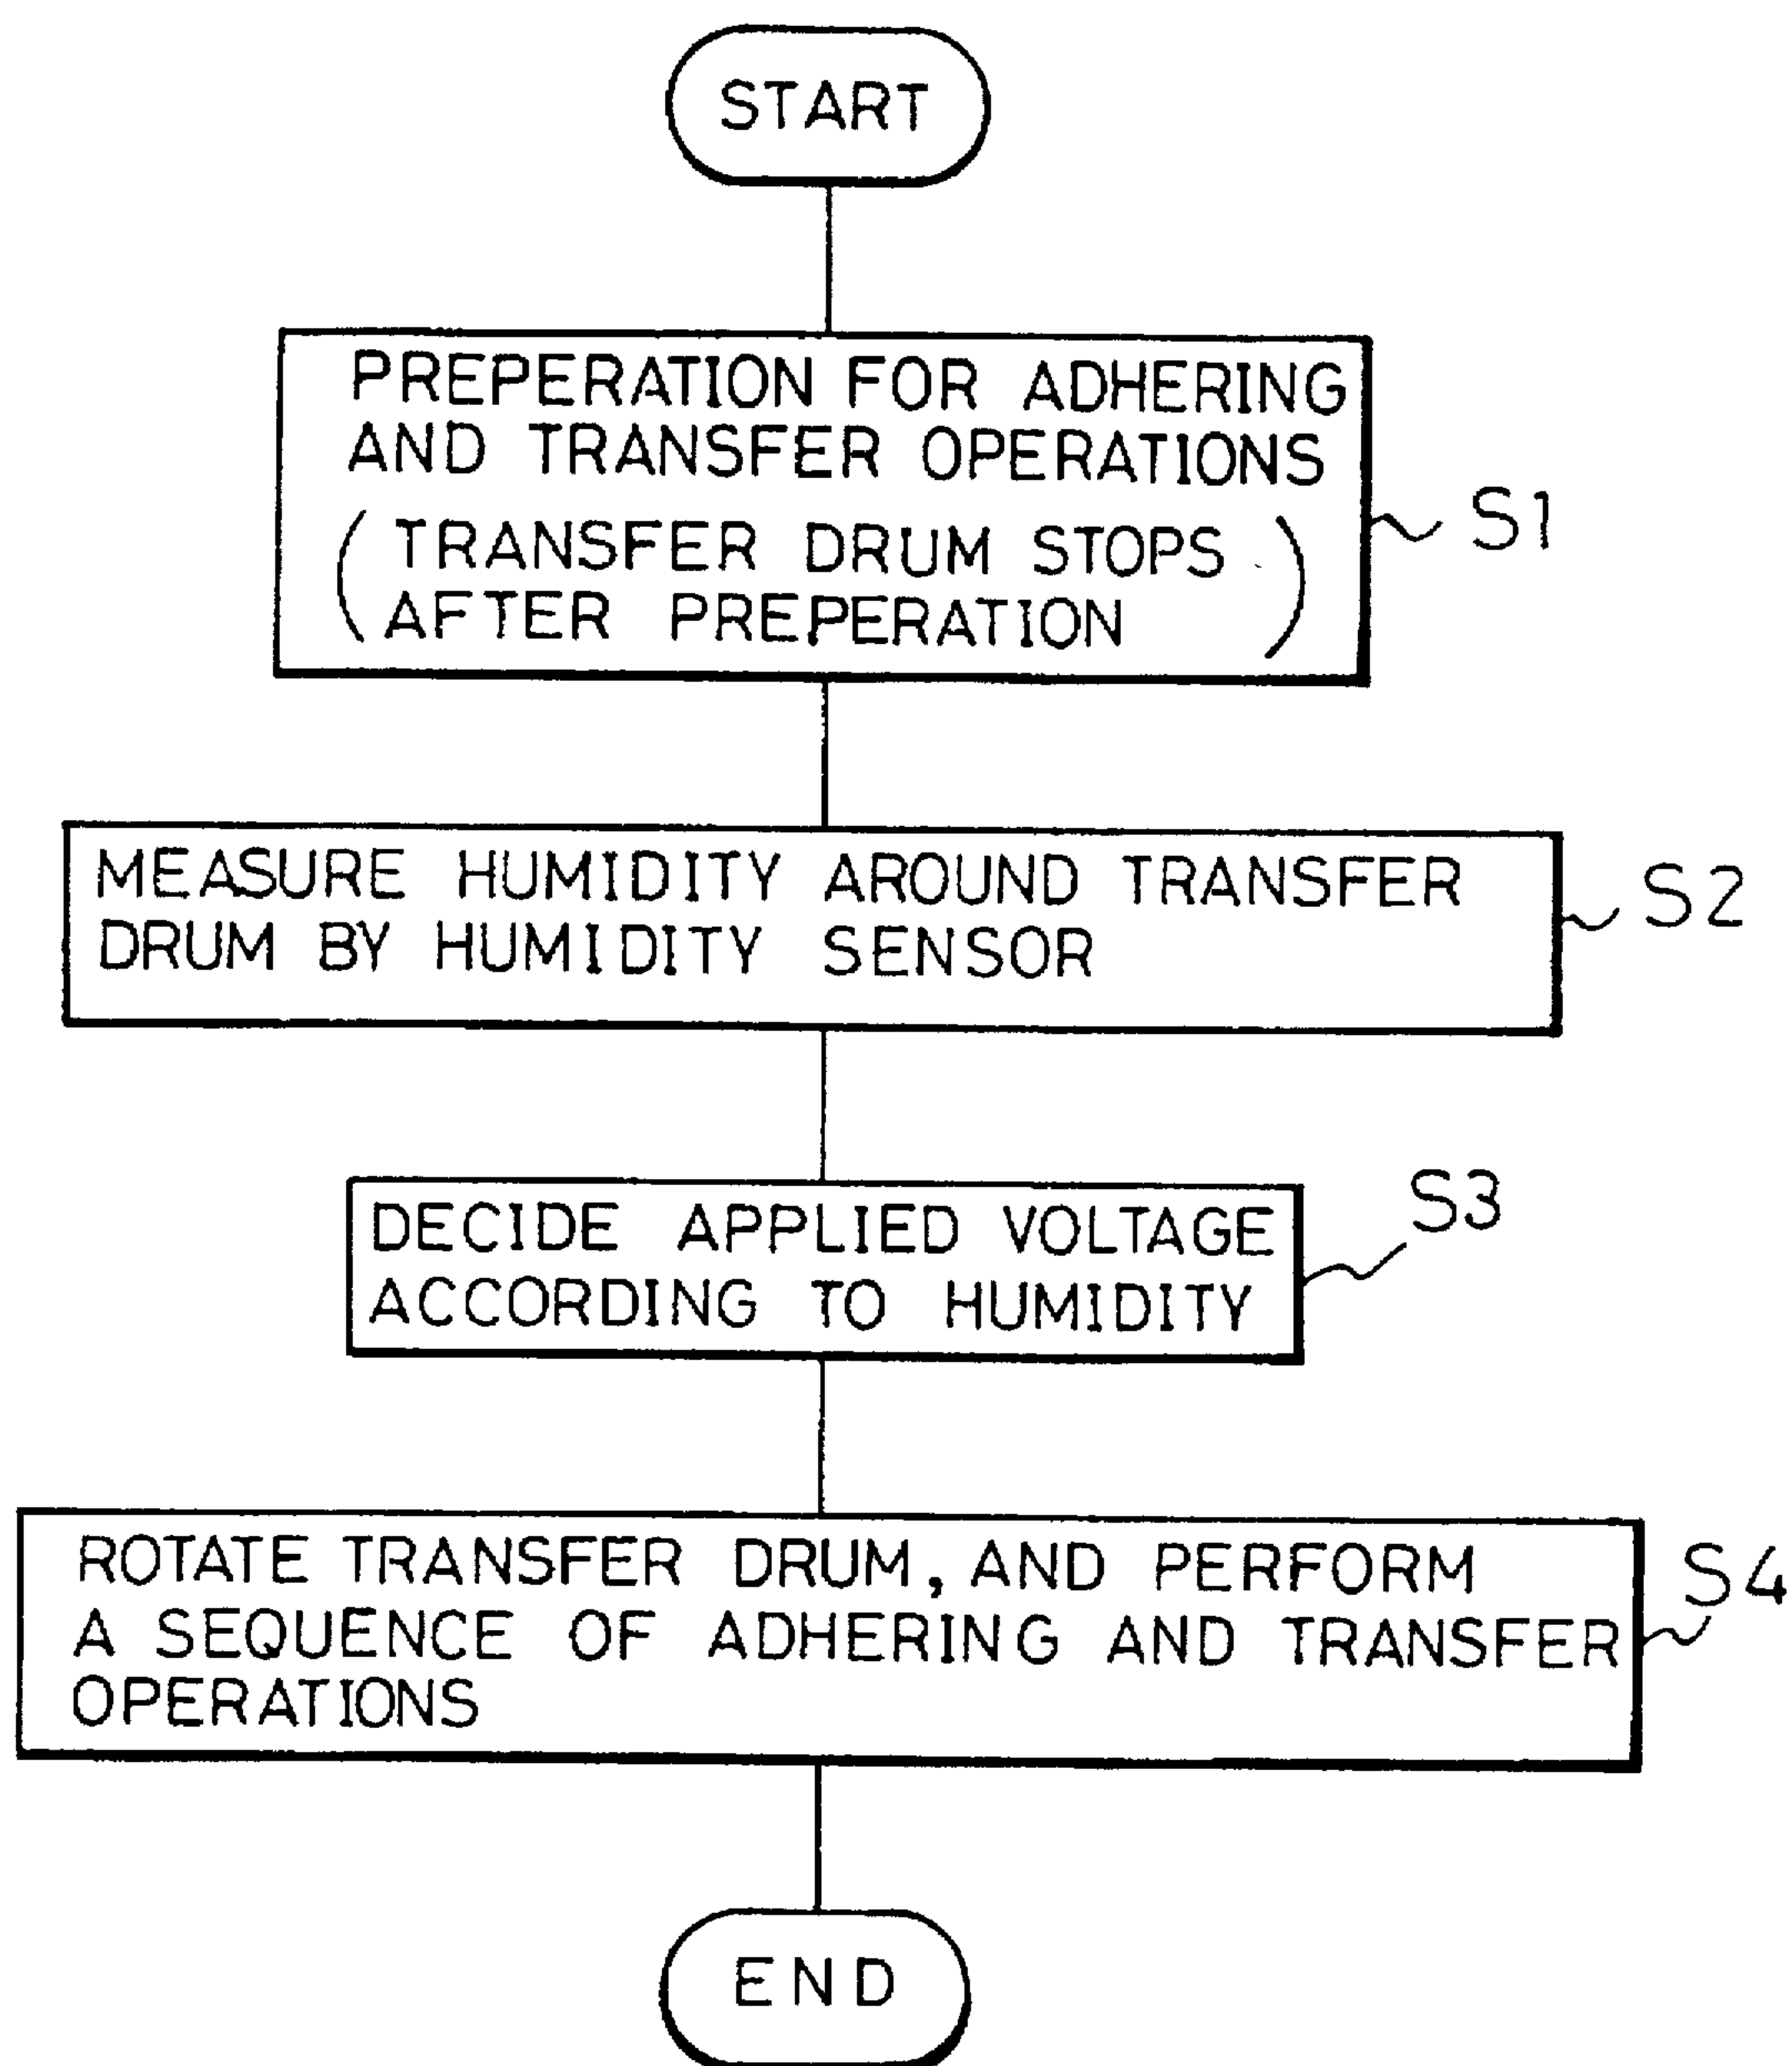 START
PREPERATION FOR ADHERING
AND TRANSFER OPERATIONS
( TRANSFER DRUM STOPS
AFTER PREPERATION )
S1
MEASURE HUMIDITY AROUND TRANSFER
DRUM BY HUMIDITY SENSOR
S2
DECIDE APPLIED VOLTAGE
ACCORDING TO HUMIDITY
S3
ROTATE TRANSFER DRUM, AND PERFORM
A SEQUENCE OF ADHERING AND TRANSFER
OPERATIONS
S4
END